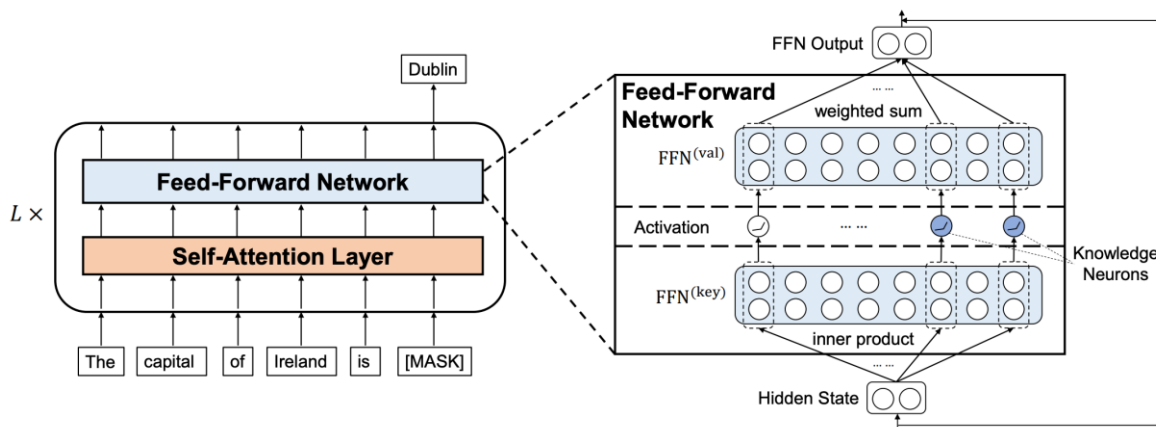 Dublin
Feed-Forward Network
L ×
Self-Attention Layer
The capital of Ireland is [MASK]
FFN Output
Feed-Forward
Network
... ...
weighted sum
FFN(val)
Activation
... ...
Knowledge
Neurons
FFN(key)
inner product
... ...
Hidden State